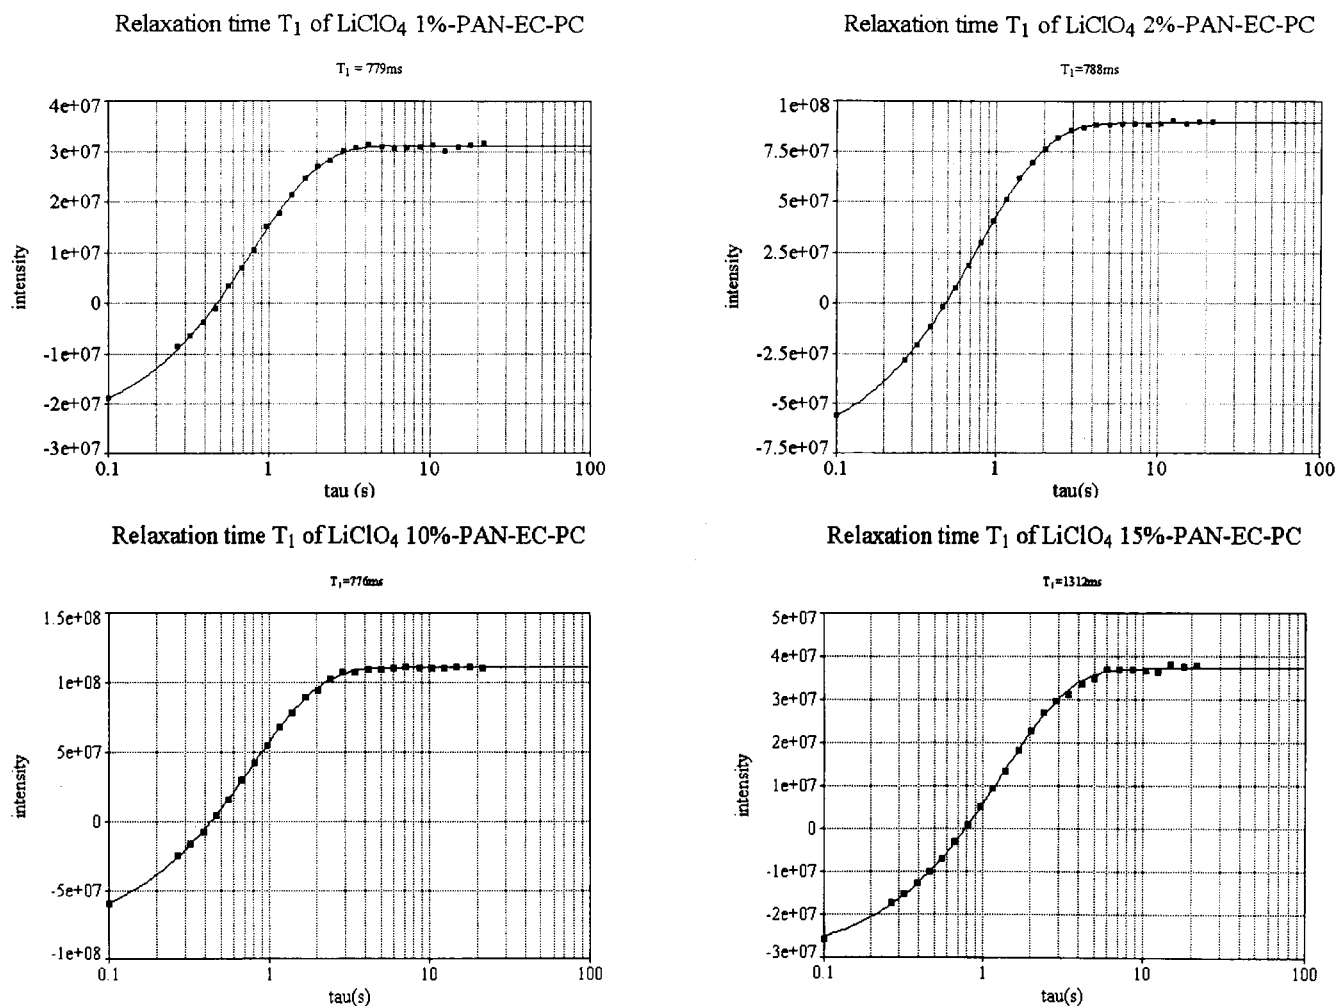 Relaxation time T₁ of LiClO₄ 1%-PAN-EC-PC
T₁ = 779ms
4e+07
3e+07
2e+07
1e+07
0
-1e+07
-2e+07
-3e+07
intensity
0.1 1 10 100
tau(s)
Relaxation time T₁ of LiClO₄ 2%-PAN-EC-PC
T₁=788ms
1e+08
7.5e+07
5e+07
2.5e+07
0
-2.5e+07
-5e+07
-7.5e+07
intensity
0.1 1 10 100
tau(s)
Relaxation time T₁ of LiClO₄ 10%-PAN-EC-PC
T₁=776ms
1.5e+08
1e+08
5e+07
0
-5e+07
-1e+08
intensity
0.1 1 10 100
tau(s)
Relaxation time T₁ of LiClO₄ 15%-PAN-EC-PC
T₁=1312ms
5e+07
4e+07
3e+07
2e+07
1e+07
0
-1e+07
-2e+07
-3e+07
intensity
0.1 1 10 100
tau(s)